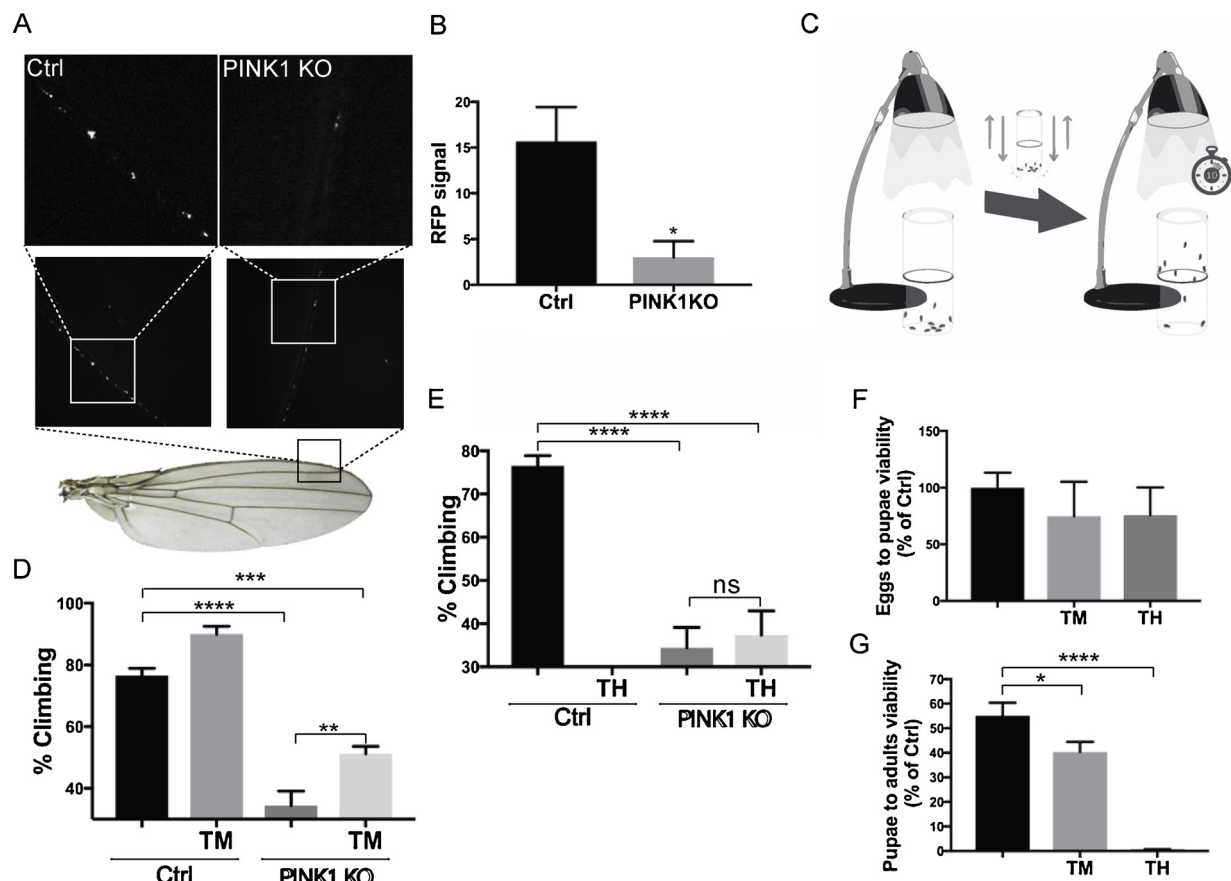 A
Ctrl
PINK1 KO
B
RFP signal
20
15
10
5
0
*
Ctrl
PINK1KO
C
10
D
% Climbing
100
80
60
40
***
****
**
TM
TM
Ctrl
PINK1 KO
E
% Climbing
80
70
60
50
40
30
****
****
ns
TH
TH
Ctrl
PINK1 KO
F
Eggs to pupae viability
(% of Ctrl)
150
100
50
0
TM
TH
G
Pupae to adults viability
(% of Ctrl)
70
60
50
40
30
20
10
0
****
*
TM
TH